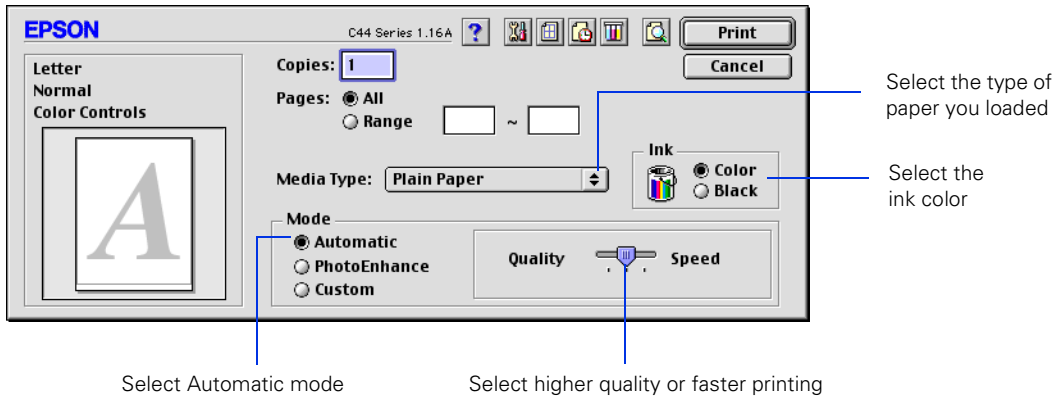 EPSON
C44 Series 1.16A
?
Print
Cancel
Letter
Normal
Color Controls
A
Copies: 1
Pages: All
Range ~
Media Type: Plain Paper
Ink
Color
Black
Mode
Automatic
PhotoEnhance
Custom
Quality Speed
Select the type of
paper you loaded
Select the
ink color
Select Automatic mode
Select higher quality or faster printing